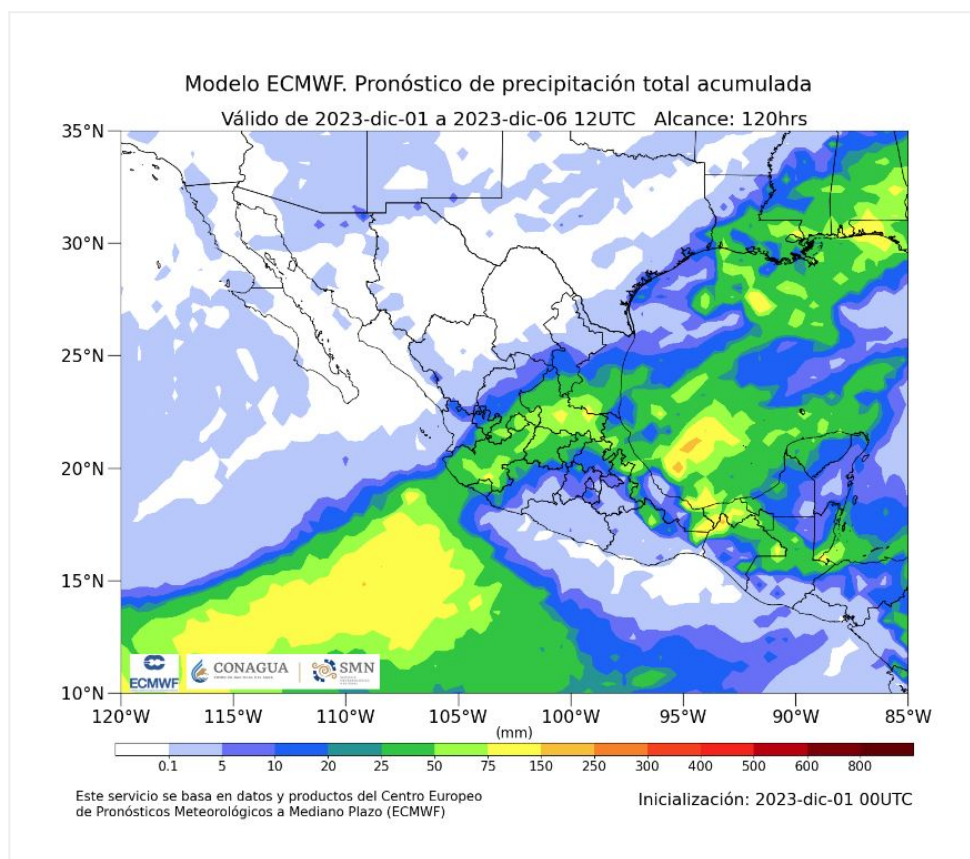 Modelo ECMWF. Pronóstico de precipitación total acumulada
Válido de 2023-dic-01 a 2023-dic-06 12UTC Alcance: 120hrs
35°N
30°N
25°N
20°N
15°N
10°N
ECMWF
CONAGUA
SMN
120°W 115°W 110°W 105°W 100°W 95°W 90°W 85°W
(mm)
0.1 5 10 20 25 50 75 150 250 300 400 500 600 800
Este servicio se basa en datos y productos del Centro Europeo
de Pronósticos Meteorológicos a Mediano Plazo (ECMWF)
Inicialización: 2023-dic-01 00UTC